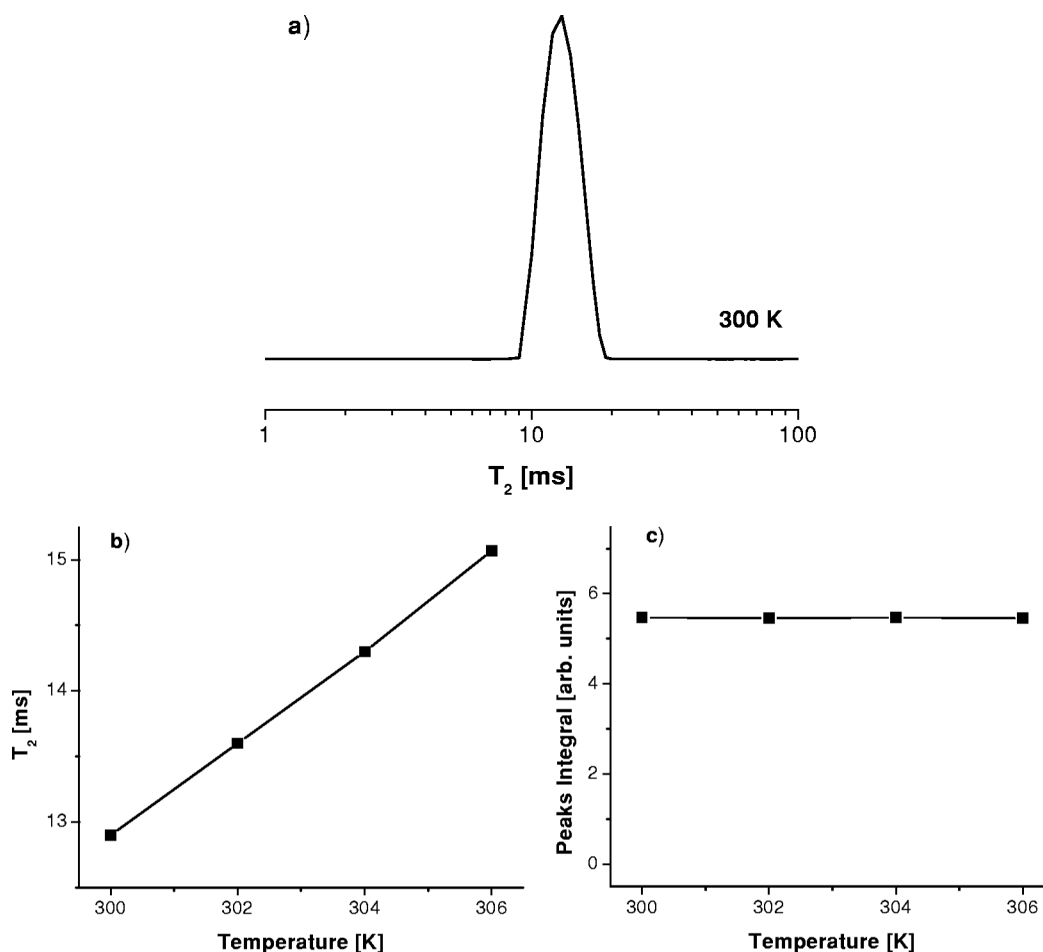 a)
300 K
1 10 100
T₂ [ms]
b)
15
14
13
T₂ [ms]
300 302 304 306
Temperature [K]
c)
6
4
2
0
Peaks Integral [arb. units]
300 302 304 306
Temperature [K]